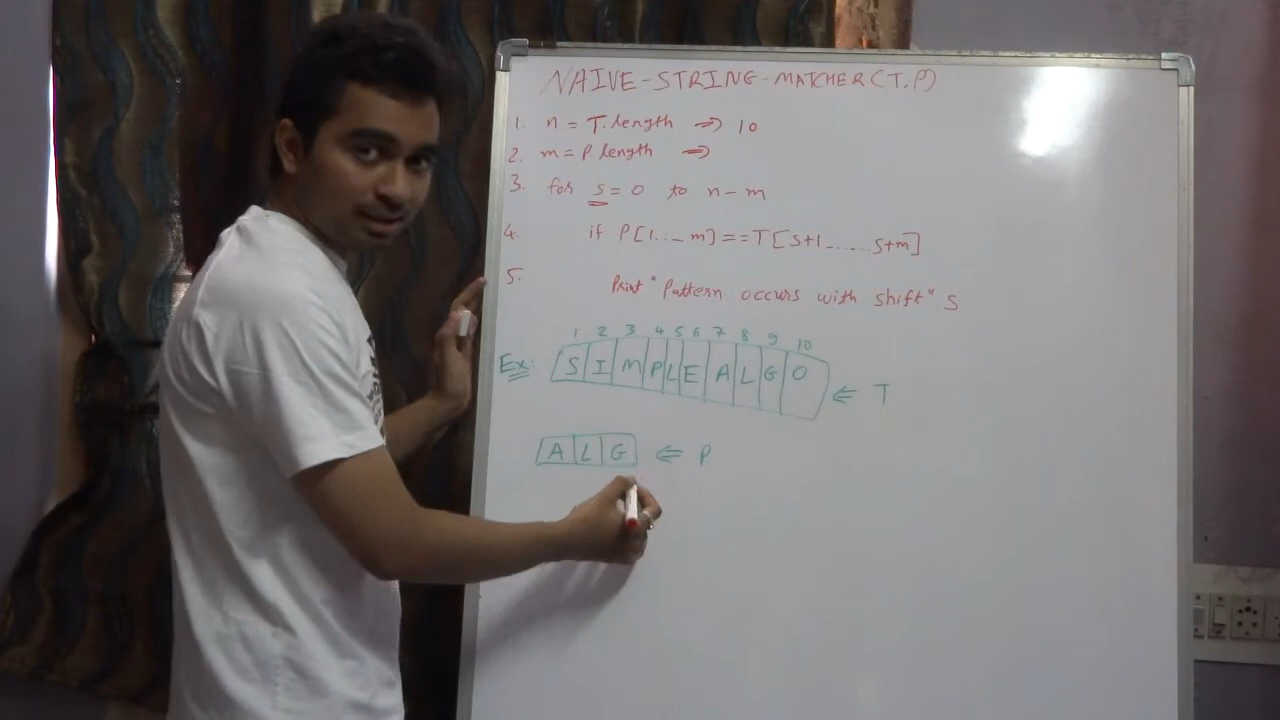 NAIVE-STRING-MATCHER(T,P)
1. n = T.length ⇒ 10
2. m = P.length ⇒
3. for s = 0 to n - m
4. if P[1...m] == T[s+1......s+m]
5. Print "Pattern occurs with shift" s
1 2 3 4 5 6 7 8 9 10
Ex: S I M P L E A L G O ⇐ T
A L G ⇐ P